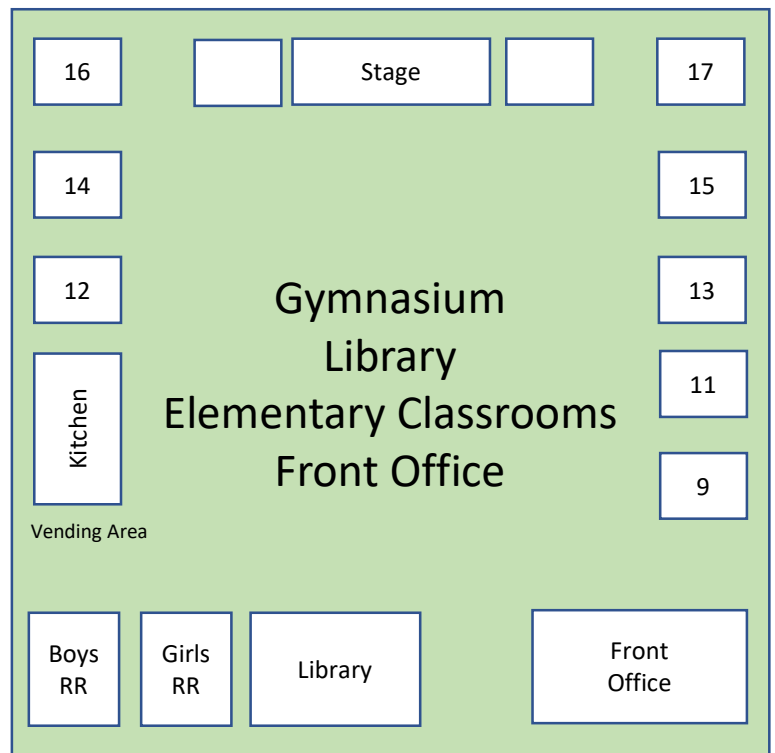 16
Stage
17
14
15
12
13
Gymnasium
Library
Elementary Classrooms
Front Office
Kitchen
11
9
Vending Area
Boys
RR
Girls
RR
Library
Front
Office